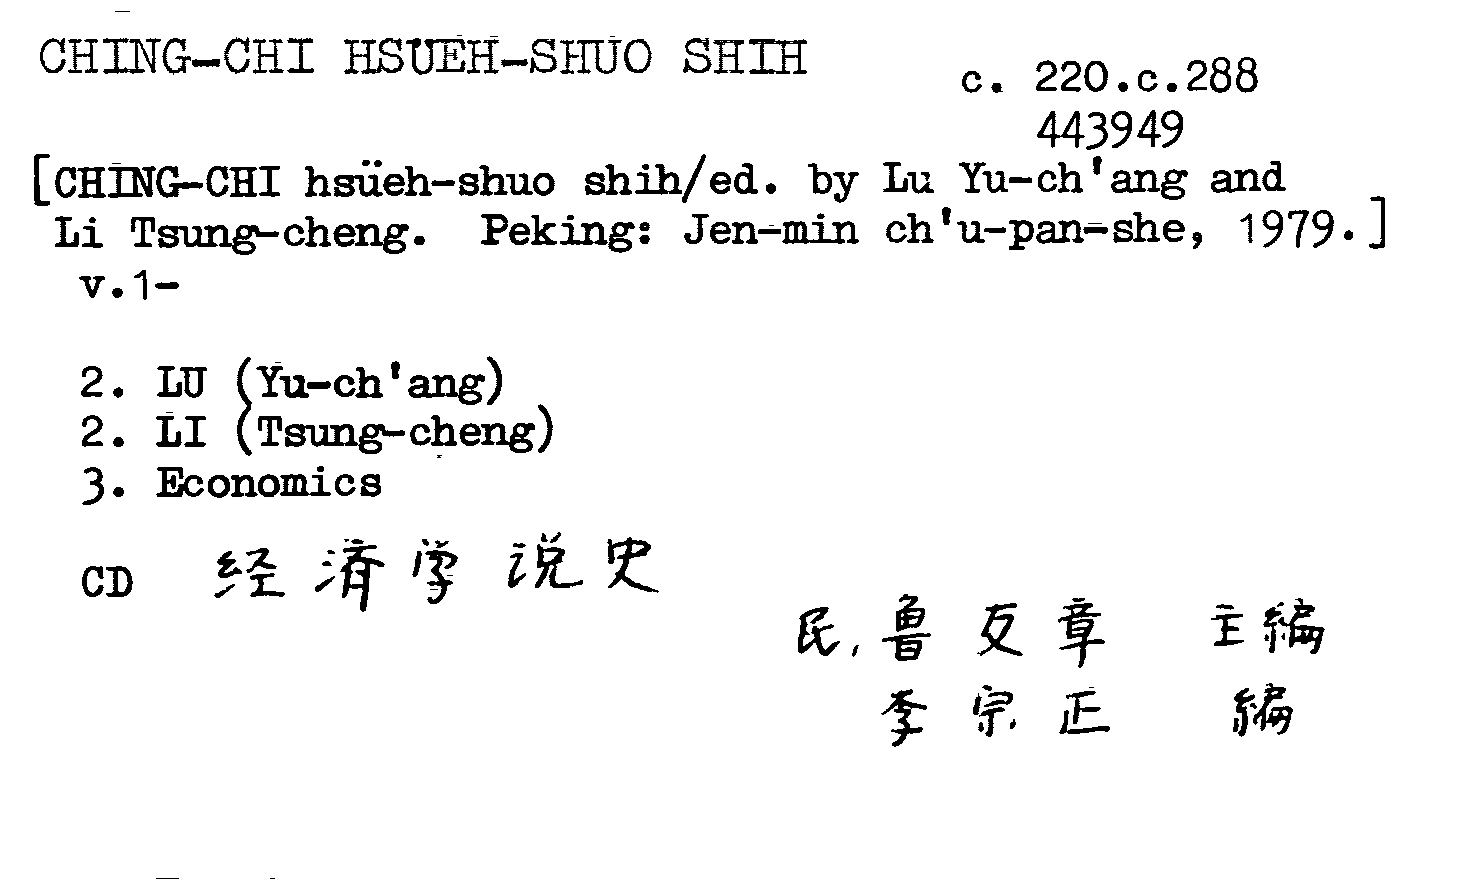 CHING-CHI HSUEH-SHUO SHIH
c. 220.c.288
443949
[CHING-CHI hsüeh-shuo shih/ed. by Lu Yu-ch'ang and
Li Tsung-cheng. Peking: Jen-min ch'u-pan-she, 1979.]
v.1-
2. LU (Yu-ch'ang)
2. LI (Tsung-cheng)
3. Economics
CD 经済学说史
民, 鲁友章 主編
李宗正 編